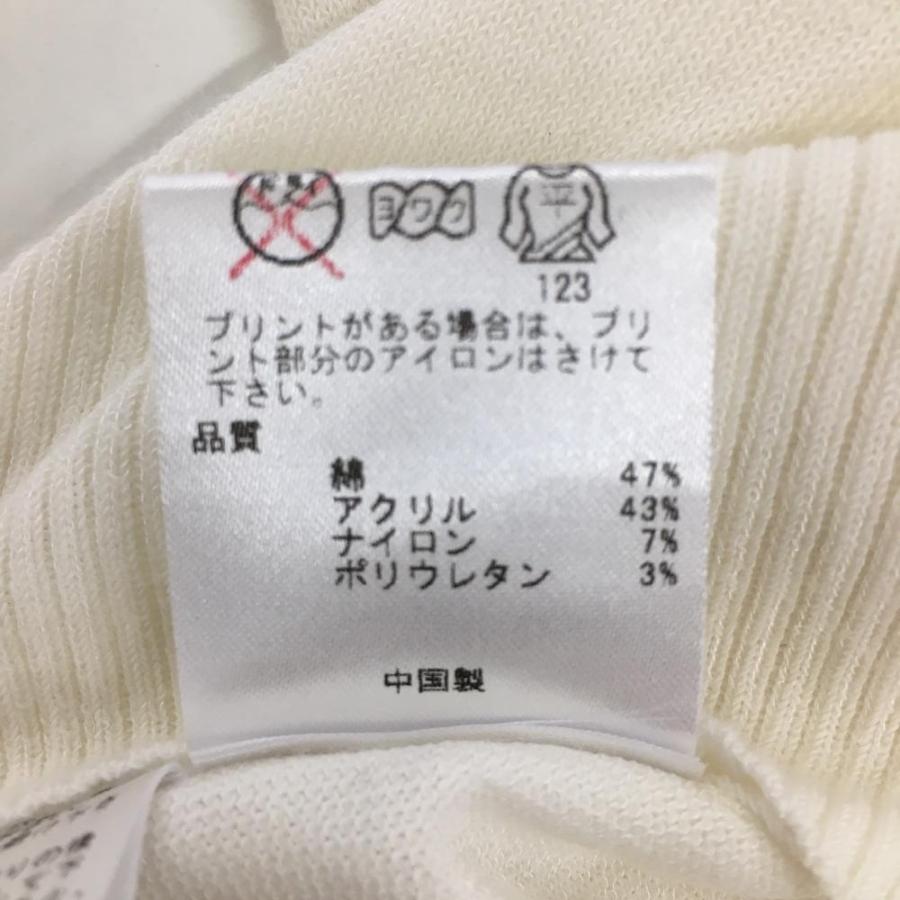 ドライ ヨワク 平
123
プリントがある場合は、プリ
ント部分のアイロンはさけて
下さい。
品質
綿 47%
アクリル 43%
ナイロン 7%
ポリウレタン 3%
中国製